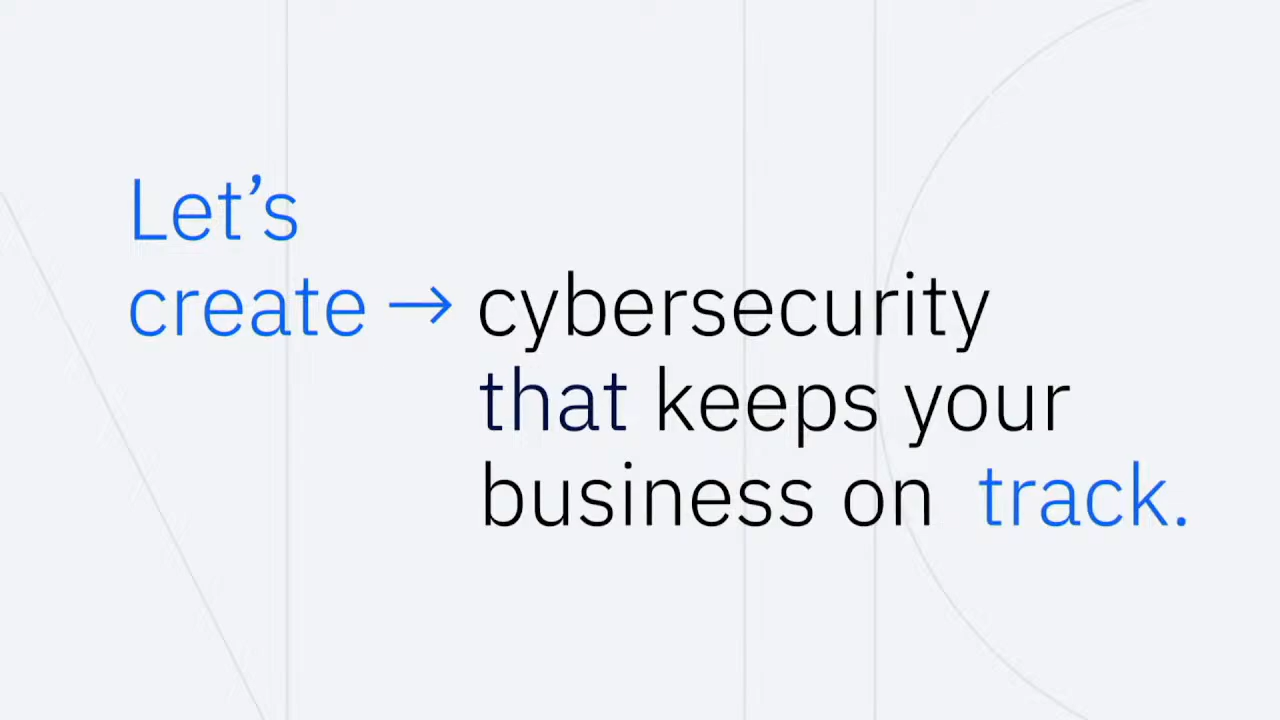 Let’s
create → cybersecurity
that keeps your
business on track.